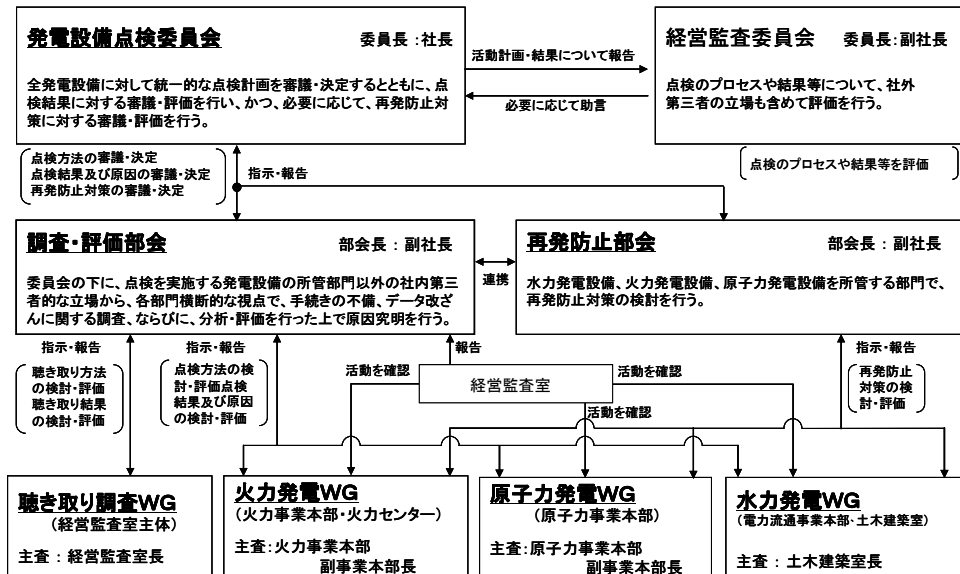 発電設備点検委員会　委員長：社長
全発電設備に対して統一的な点検計画を審議・決定するとともに、点
検結果に対する審議・評価を行い、かつ、必要に応じて、再発防止対
策に対する審議・評価を行う。
活動計画・結果について報告
必要に応じて助言
経営監査委員会　委員長：副社長
点検のプロセスや結果等について、社外
第三者の立場も含めて評価を行う。
点検方法の審議・決定
点検結果及び原因の審議・決定
再発防止対策の審議・決定
指示・報告
点検のプロセスや結果等を評価
調査・評価部会　部会長：副社長
委員会の下に、点検を実施する発電設備の所管部門以外の社内第三
者的な立場から、各部門横断的な視点で、手続きの不備、データ改ざ
んに関する調査、ならびに、分析・評価を行った上で原因究明を行う。
連携
再発防止部会　部会長：副社長
水力発電設備、火力発電設備、原子力発電設備を所管する部門で、
再発防止対策の検討を行う。
指示・報告
聴き取り方法
の検討・評価
聴き取り結果
の検討・評価
指示・報告
点検方法の検
討・評価点検
結果及び原因
の検討・評価
報告
経営監査室
活動を確認
活動を確認
活動を確認
指示・報告
再発防止
対策の検
討・評価
聴き取り調査WG
（経営監査室主体）
主査：経営監査室長
火力発電WG
（火力事業本部・火力センター）
主査：火力事業本部
副事業本部長
原子力発電WG
（原子力事業本部）
主査：原子力事業本部
副事業本部長
水力発電WG
（電力流通事業本部・土木建築室）
主査：土木建築室長